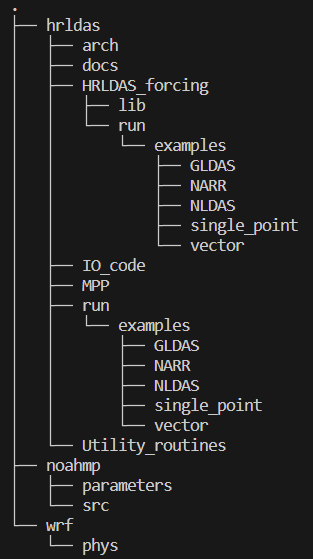 .
├── hrldas
│   ├── arch
│   ├── docs
│   ├── HRLDAS_forcing
│   │   ├── lib
│   │   └── run
│   │       └── examples
│   │           ├── GLDAS
│   │           ├── NARR
│   │           ├── NLDAS
│   │           ├── single_point
│   │           └── vector
│   ├── IO_code
│   ├── MPP
│   ├── run
│   │   └── examples
│   │       ├── GLDAS
│   │       ├── NARR
│   │       ├── NLDAS
│   │       ├── single_point
│   │       └── vector
│   └── Utility_routines
├── noahmp
│   ├── parameters
│   └── src
└── wrf
    └── phys